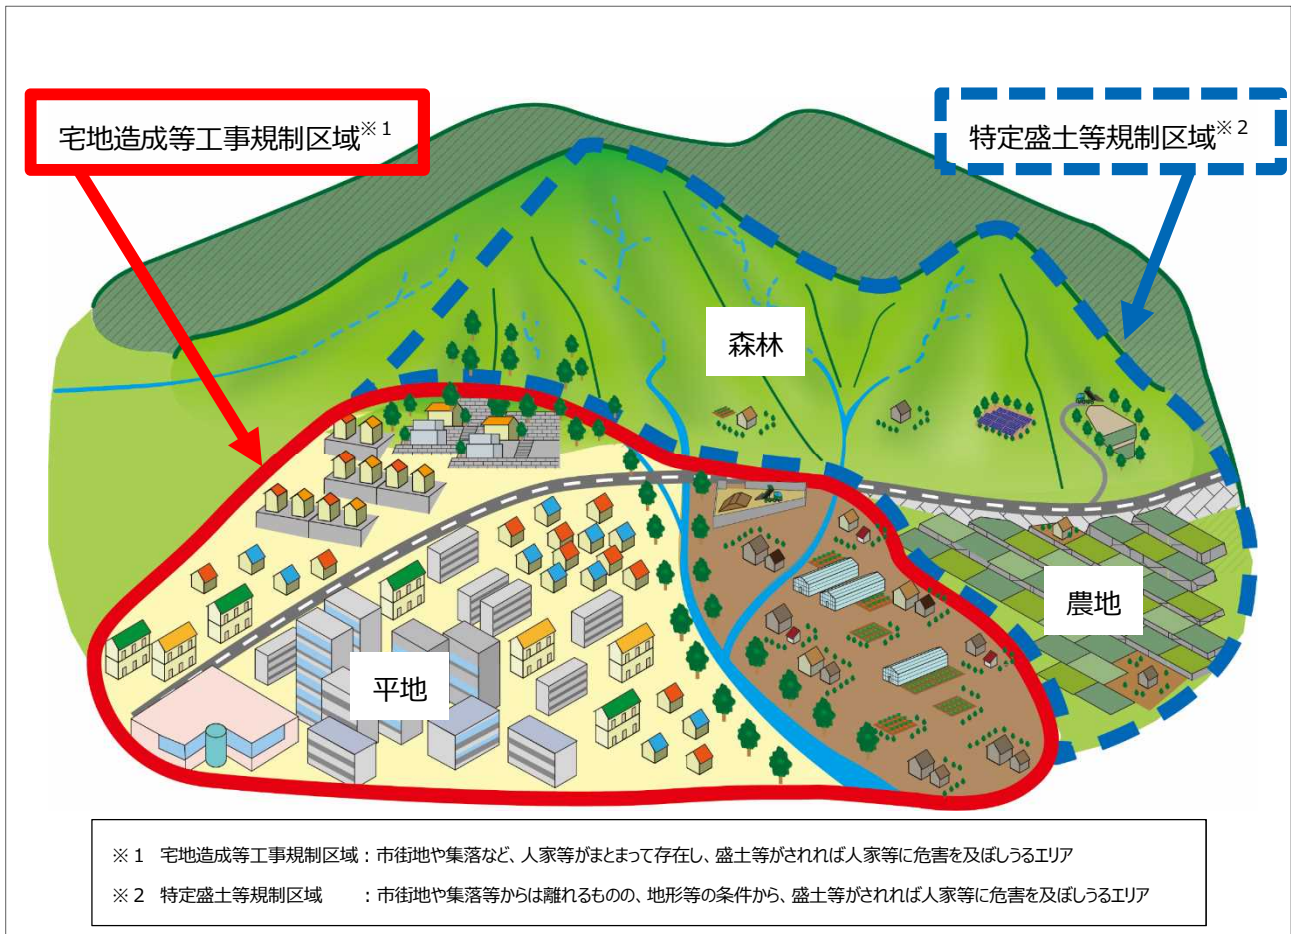 宅地造成等工事規制区域※1
特定盛土等規制区域※2
森林
農地
平地
※1 宅地造成等工事規制区域：市街地や集落など、人家等がまとまって存在し、盛土等がされれば人家等に危害を及ぼしうるエリア
※2 特定盛土等規制区域 ：市街地や集落等からは離れるものの、地形等の条件から、盛土等がされれば人家等に危害を及ぼしうるエリア